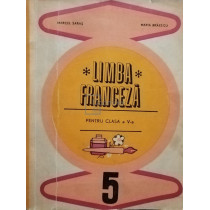 * LIMBA *
FRANCEZĂ
PENTRU CLASA a V-a
5